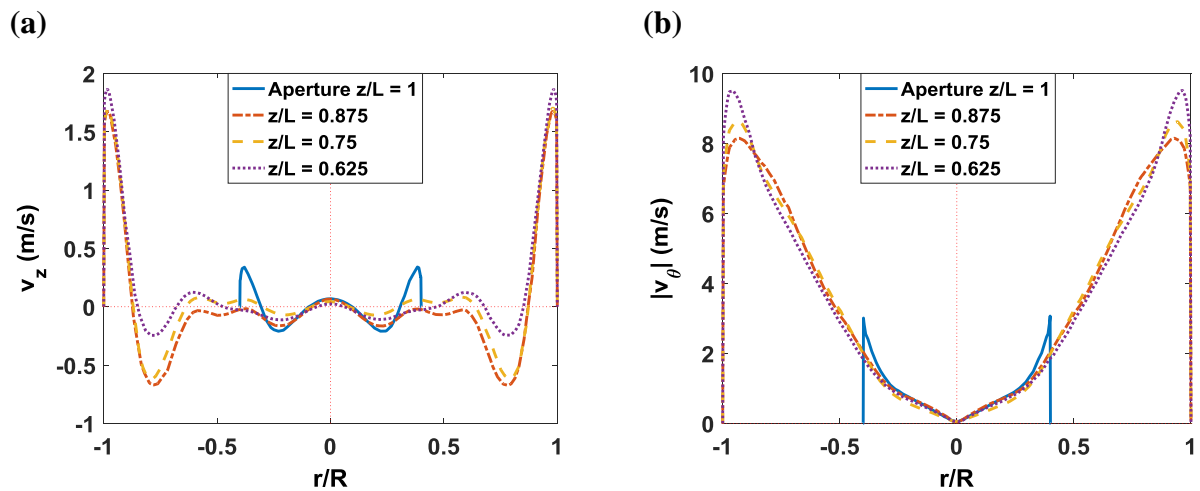 (a)
2
1.5
1
0.5
0
-0.5
-1
v_z (m/s)
Aperture z/L = 1
z/L = 0.875
z/L = 0.75
z/L = 0.625
-1
-0.5
0
0.5
1
r/R
(b)
10
8
6
4
2
0
|v_θ| (m/s)
Aperture z/L = 1
z/L = 0.875
z/L = 0.75
z/L = 0.625
-1
-0.5
0
0.5
1
r/R